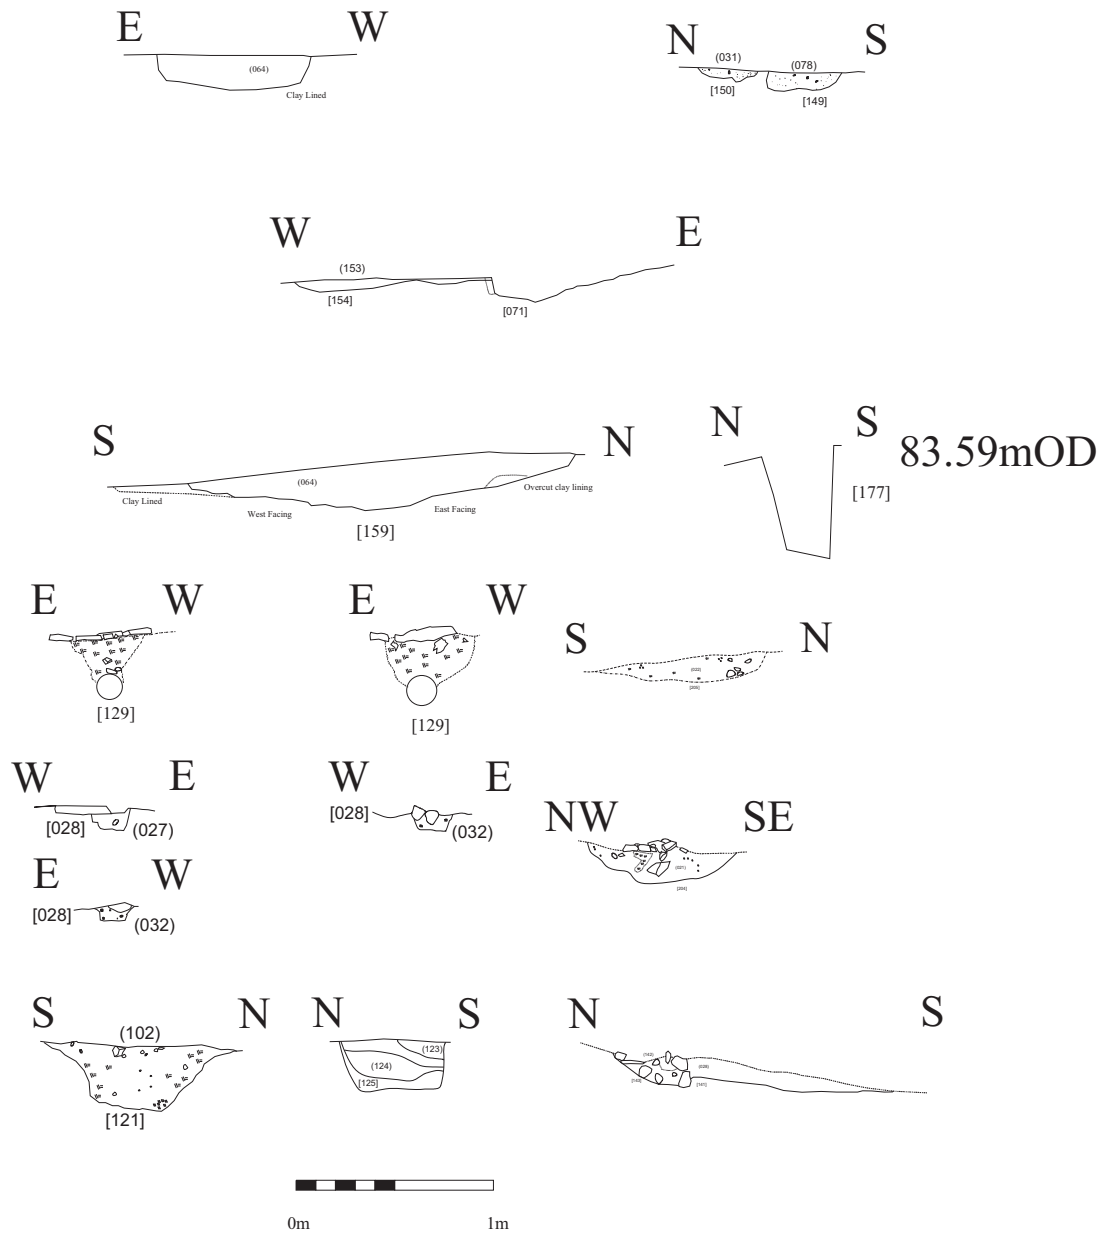 E W
(064)
Clay Lined
N S
(031)
(078)
[150]
[149]
W E
(153)
[154]
[071]
S N
(064)
Clay Lined
West Facing
East Facing
Overcut clay lining
[159]
N S
83.59mOD
[177]
E W
[129]
E W
[129]
S N
W E
[028] (027)
W E
[028] (032)
NW SE
E W
[028] (032)
S N
(102)
[121]
N S
(123)
(124)
[125]
N S
0m 1m